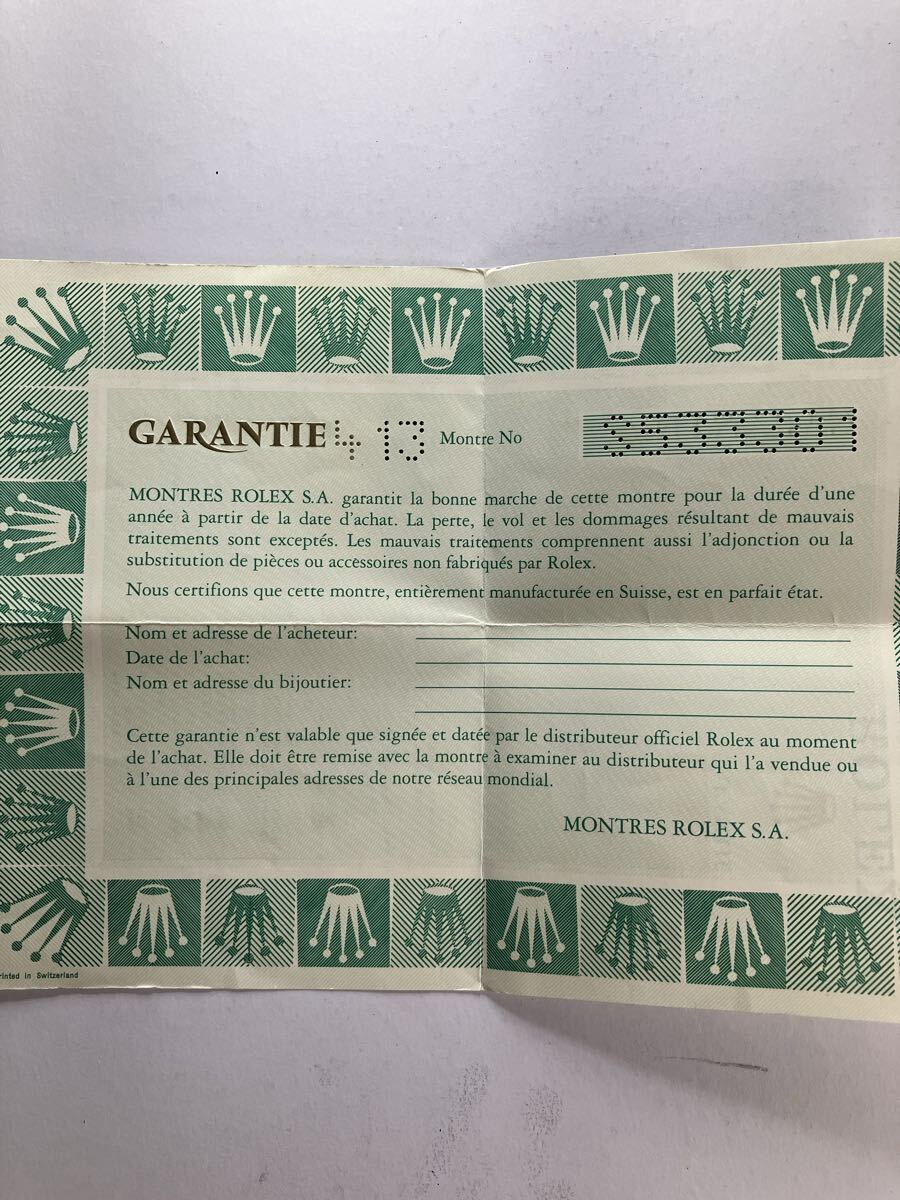 GARANTIE 4 13 Montre No 8533301
MONTRES ROLEX S.A. garantit la bonne marche de cette montre pour la durée d'une
année à partir de la date d'achat. La perte, le vol et les dommages résultant de mauvais
traitements sont exceptés. Les mauvais traitements comprennent aussi l'adjonction ou la
substitution de pièces ou accessoires non fabriqués par Rolex.
Nous certifions que cette montre, entièrement manufacturée en Suisse, est en parfait état.
Nom et adresse de l'acheteur:
Date de l'achat:
Nom et adresse du bijoutier:
Cette garantie n'est valable que signée et datée par le distributeur officiel Rolex au moment
de l'achat. Elle doit être remise avec la montre à examiner au distributeur qui l'a vendue ou
à l'une des principales adresses de notre réseau mondial.
MONTRES ROLEX S.A.
rinted in Switzerland